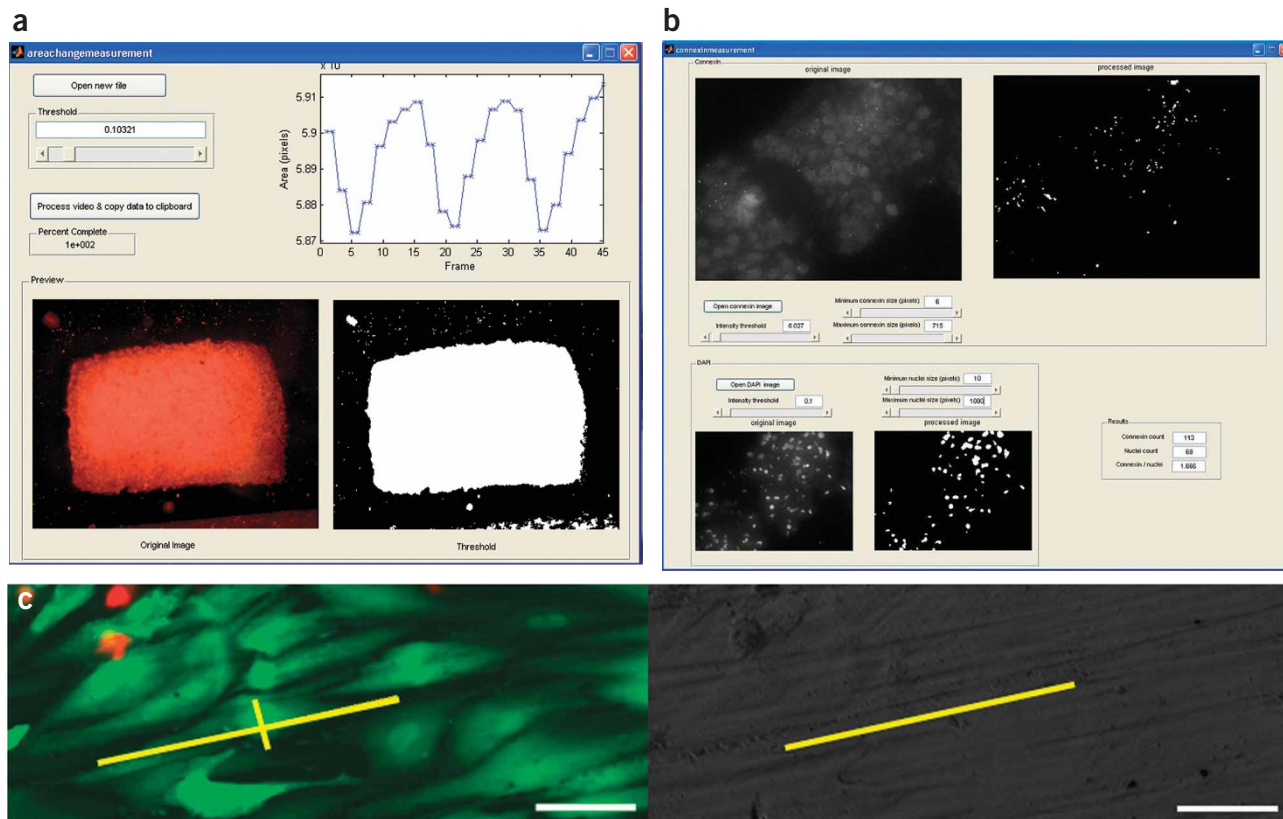 a
areachangemeasurement
Open new file
Threshold
0.10321
Process video & copy data to clipboard
Percent Complete
1e+002
x 10
5.91
5.9
5.89
5.88
5.87
Area (pixels)
0 5 10 15 20 25 30 35 40 45
Frame
Preview
Original Image
Threshold
b
connexinmeasurement
Connexin
original image
processed image
Open connexin image
Intensity threshold
0.027
Minimum connexin size (pixels)
6
Maximum connexin size (pixels)
715
DAPI
Open DAPI image
Intensity threshold
0.1
Minimum nuclei size (pixels)
10
Maximum nuclei size (pixels)
1000
original image
processed image
Results
Connexin count
113
Nuclei count
68
Connexin / nuclei
1.666
c